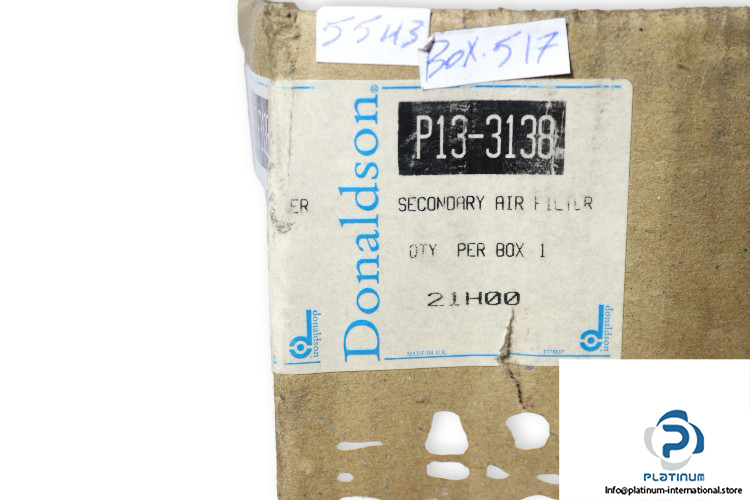 5543
BOX.517
Donaldson®
P13-3138
ER
SECONDARY AIR FILTER
QTY PER BOX 1
21H00
donaldson
donaldson
MADE IN U.K.
PLATINUM
Info@platinum-international.store